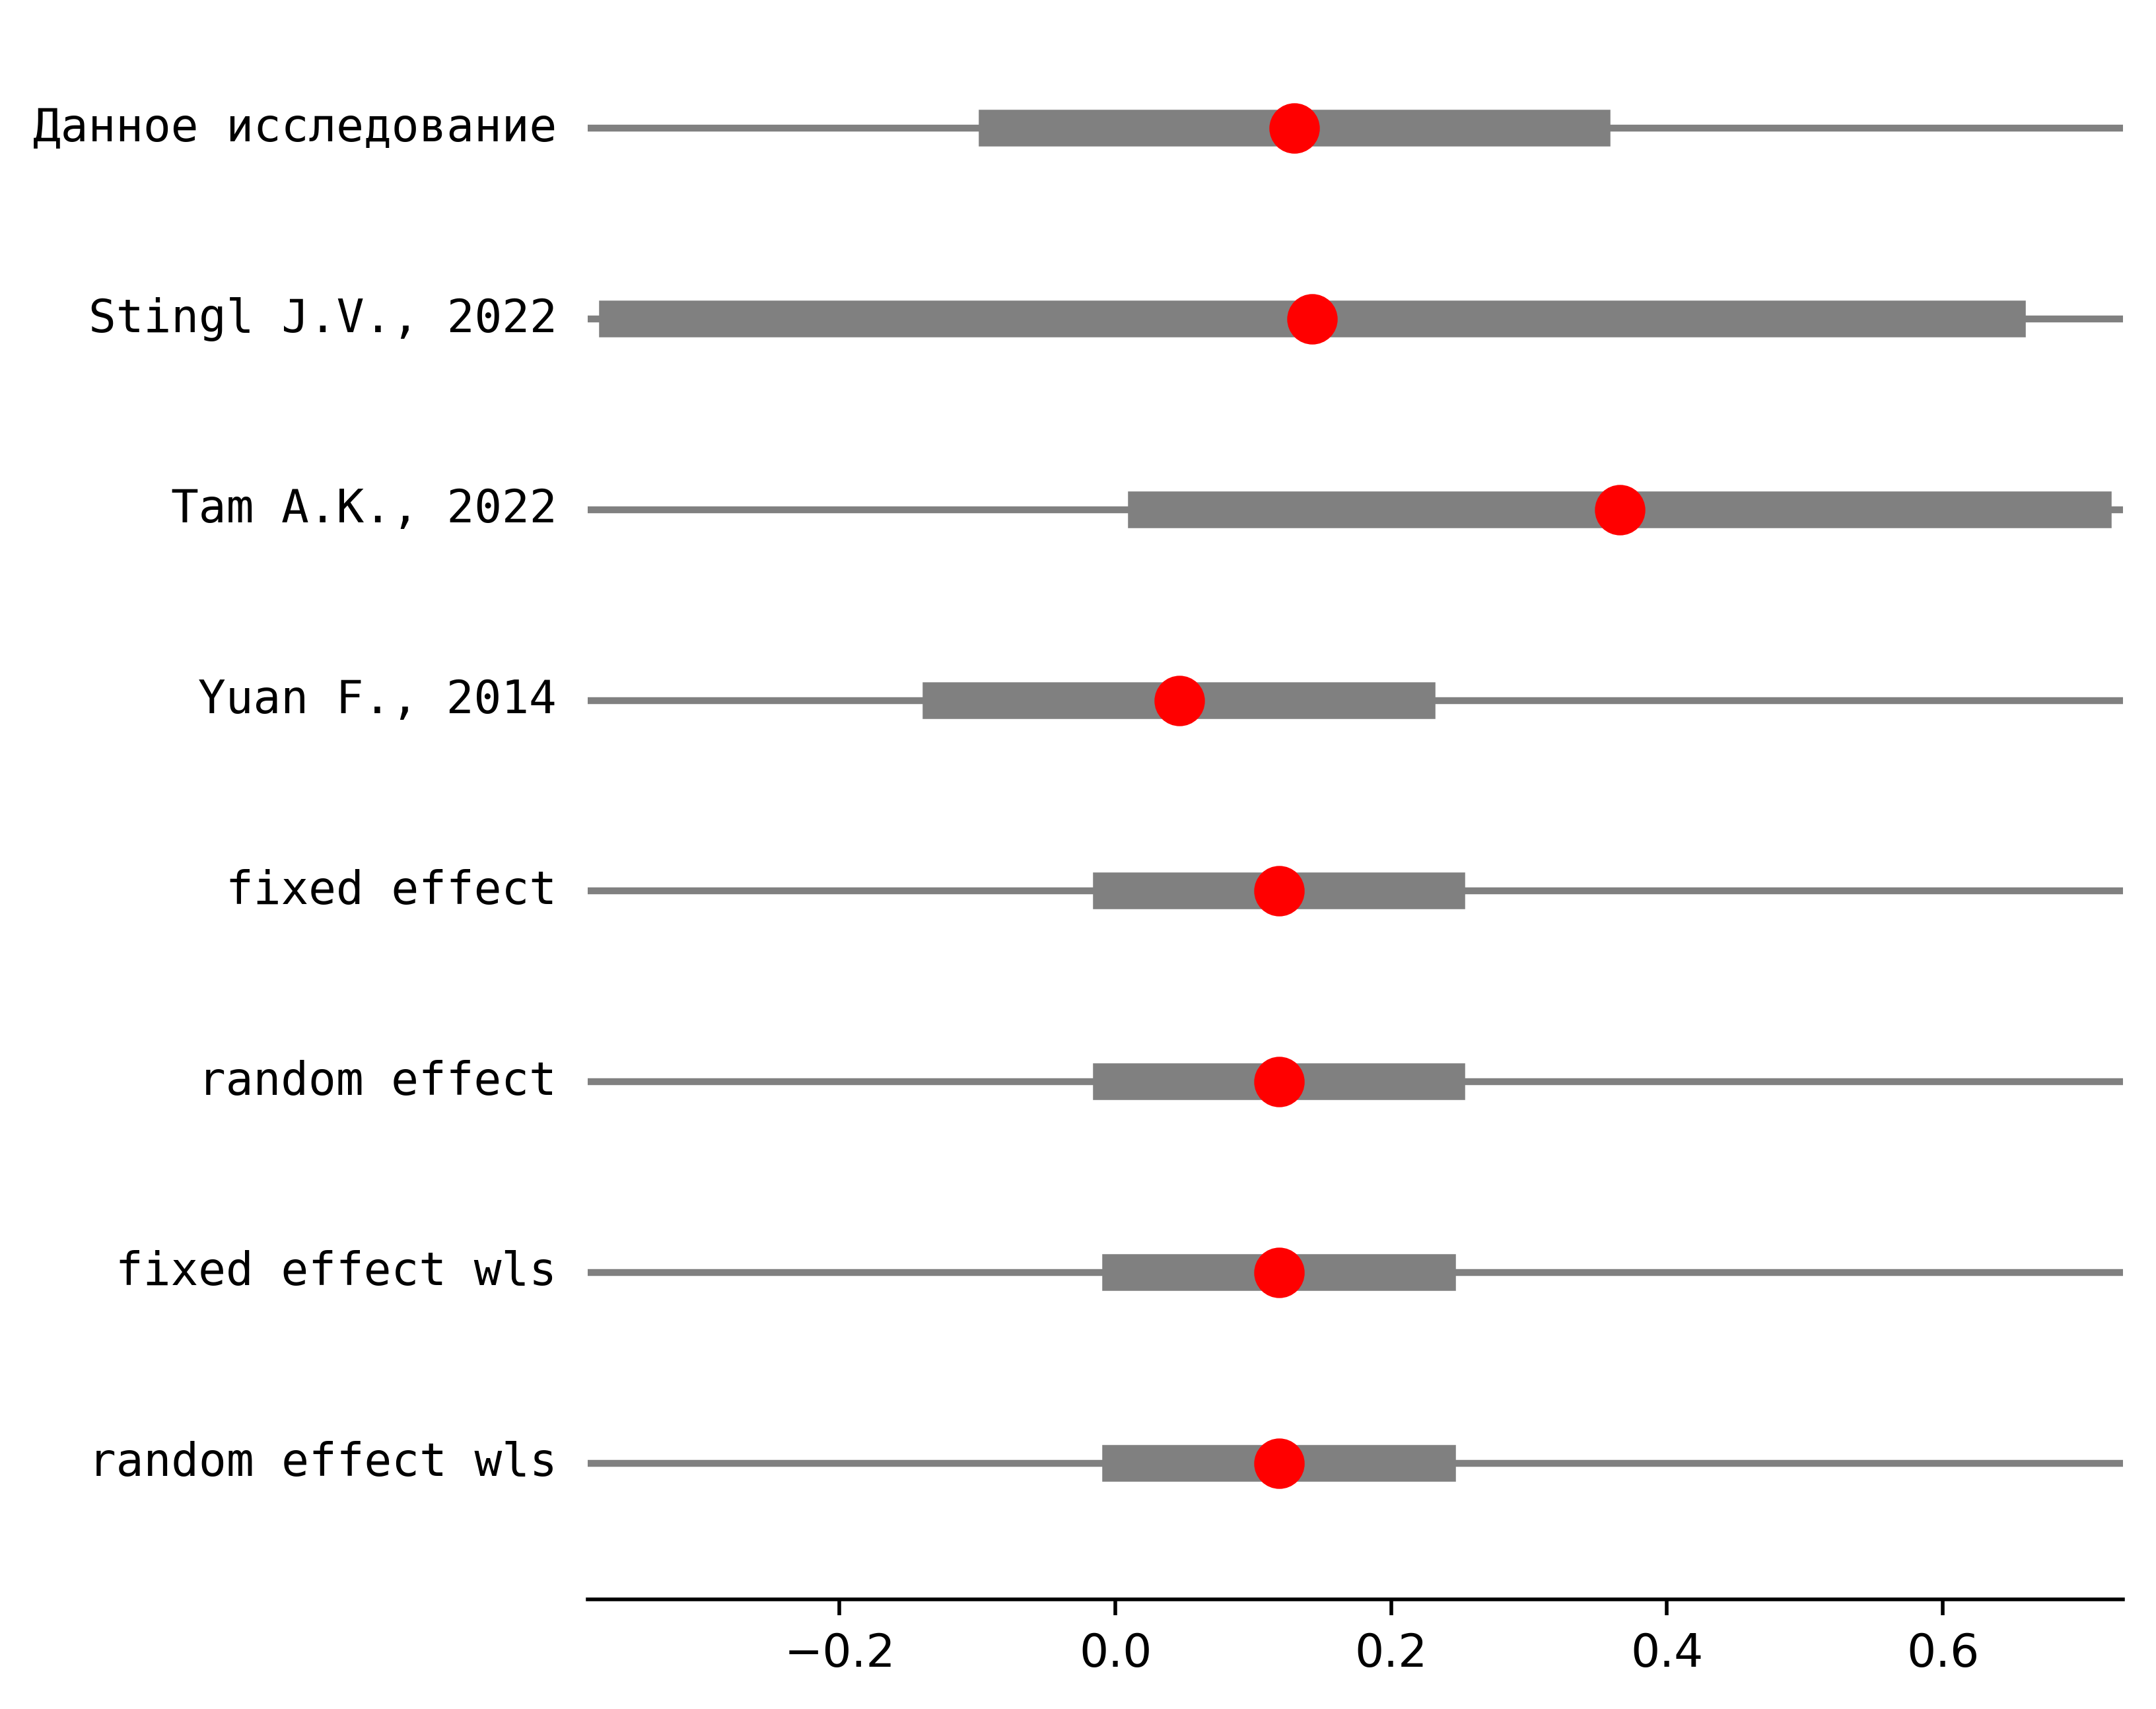 Данное исследование
Stingl J.V., 2022
Tam A.K., 2022
Yuan F., 2014
fixed effect
random effect
fixed effect wls
random effect wls
−0.2 0.0 0.2 0.4 0.6